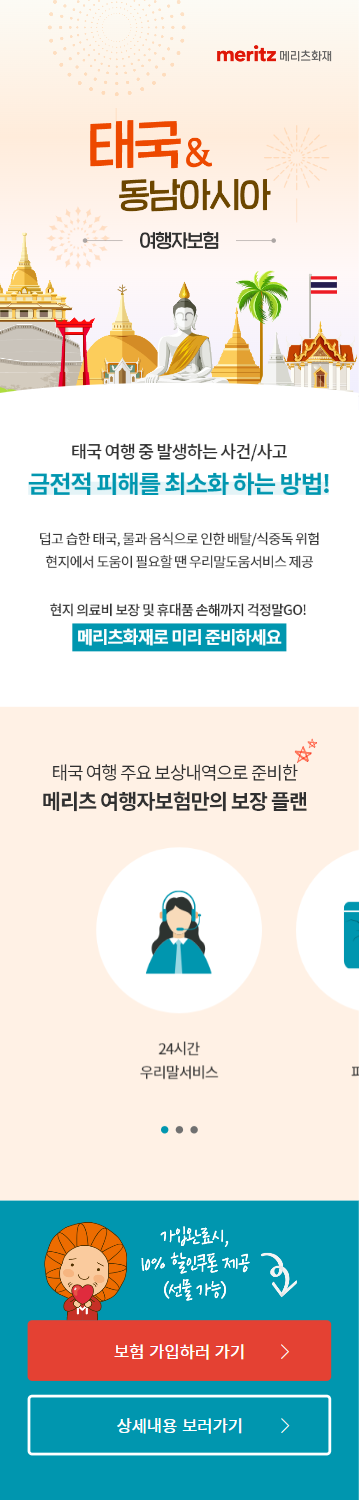 meritz 메리츠화재
태국 &
동남아시아
여행자보험
태국 여행 중 발생하는 사건/사고
금전적 피해를 최소화 하는 방법!
덥고 습한 태국, 물과 음식으로 인한 배탈/식중독 위험
현지에서 도움이 필요할 땐 우리말도움서비스 제공
현지 의료비 보장 및 휴대품 손해까지 걱정말GO!
메리츠화재로 미리 준비하세요
태국 여행 주요 보상내역으로 준비한
메리츠 여행자보험만의 보장 플랜
24시간
우리말서비스
가입완료시,
10% 할인쿠폰 제공
(선물 가능)
M
보험 가입하러 가기
상세내용 보러가기